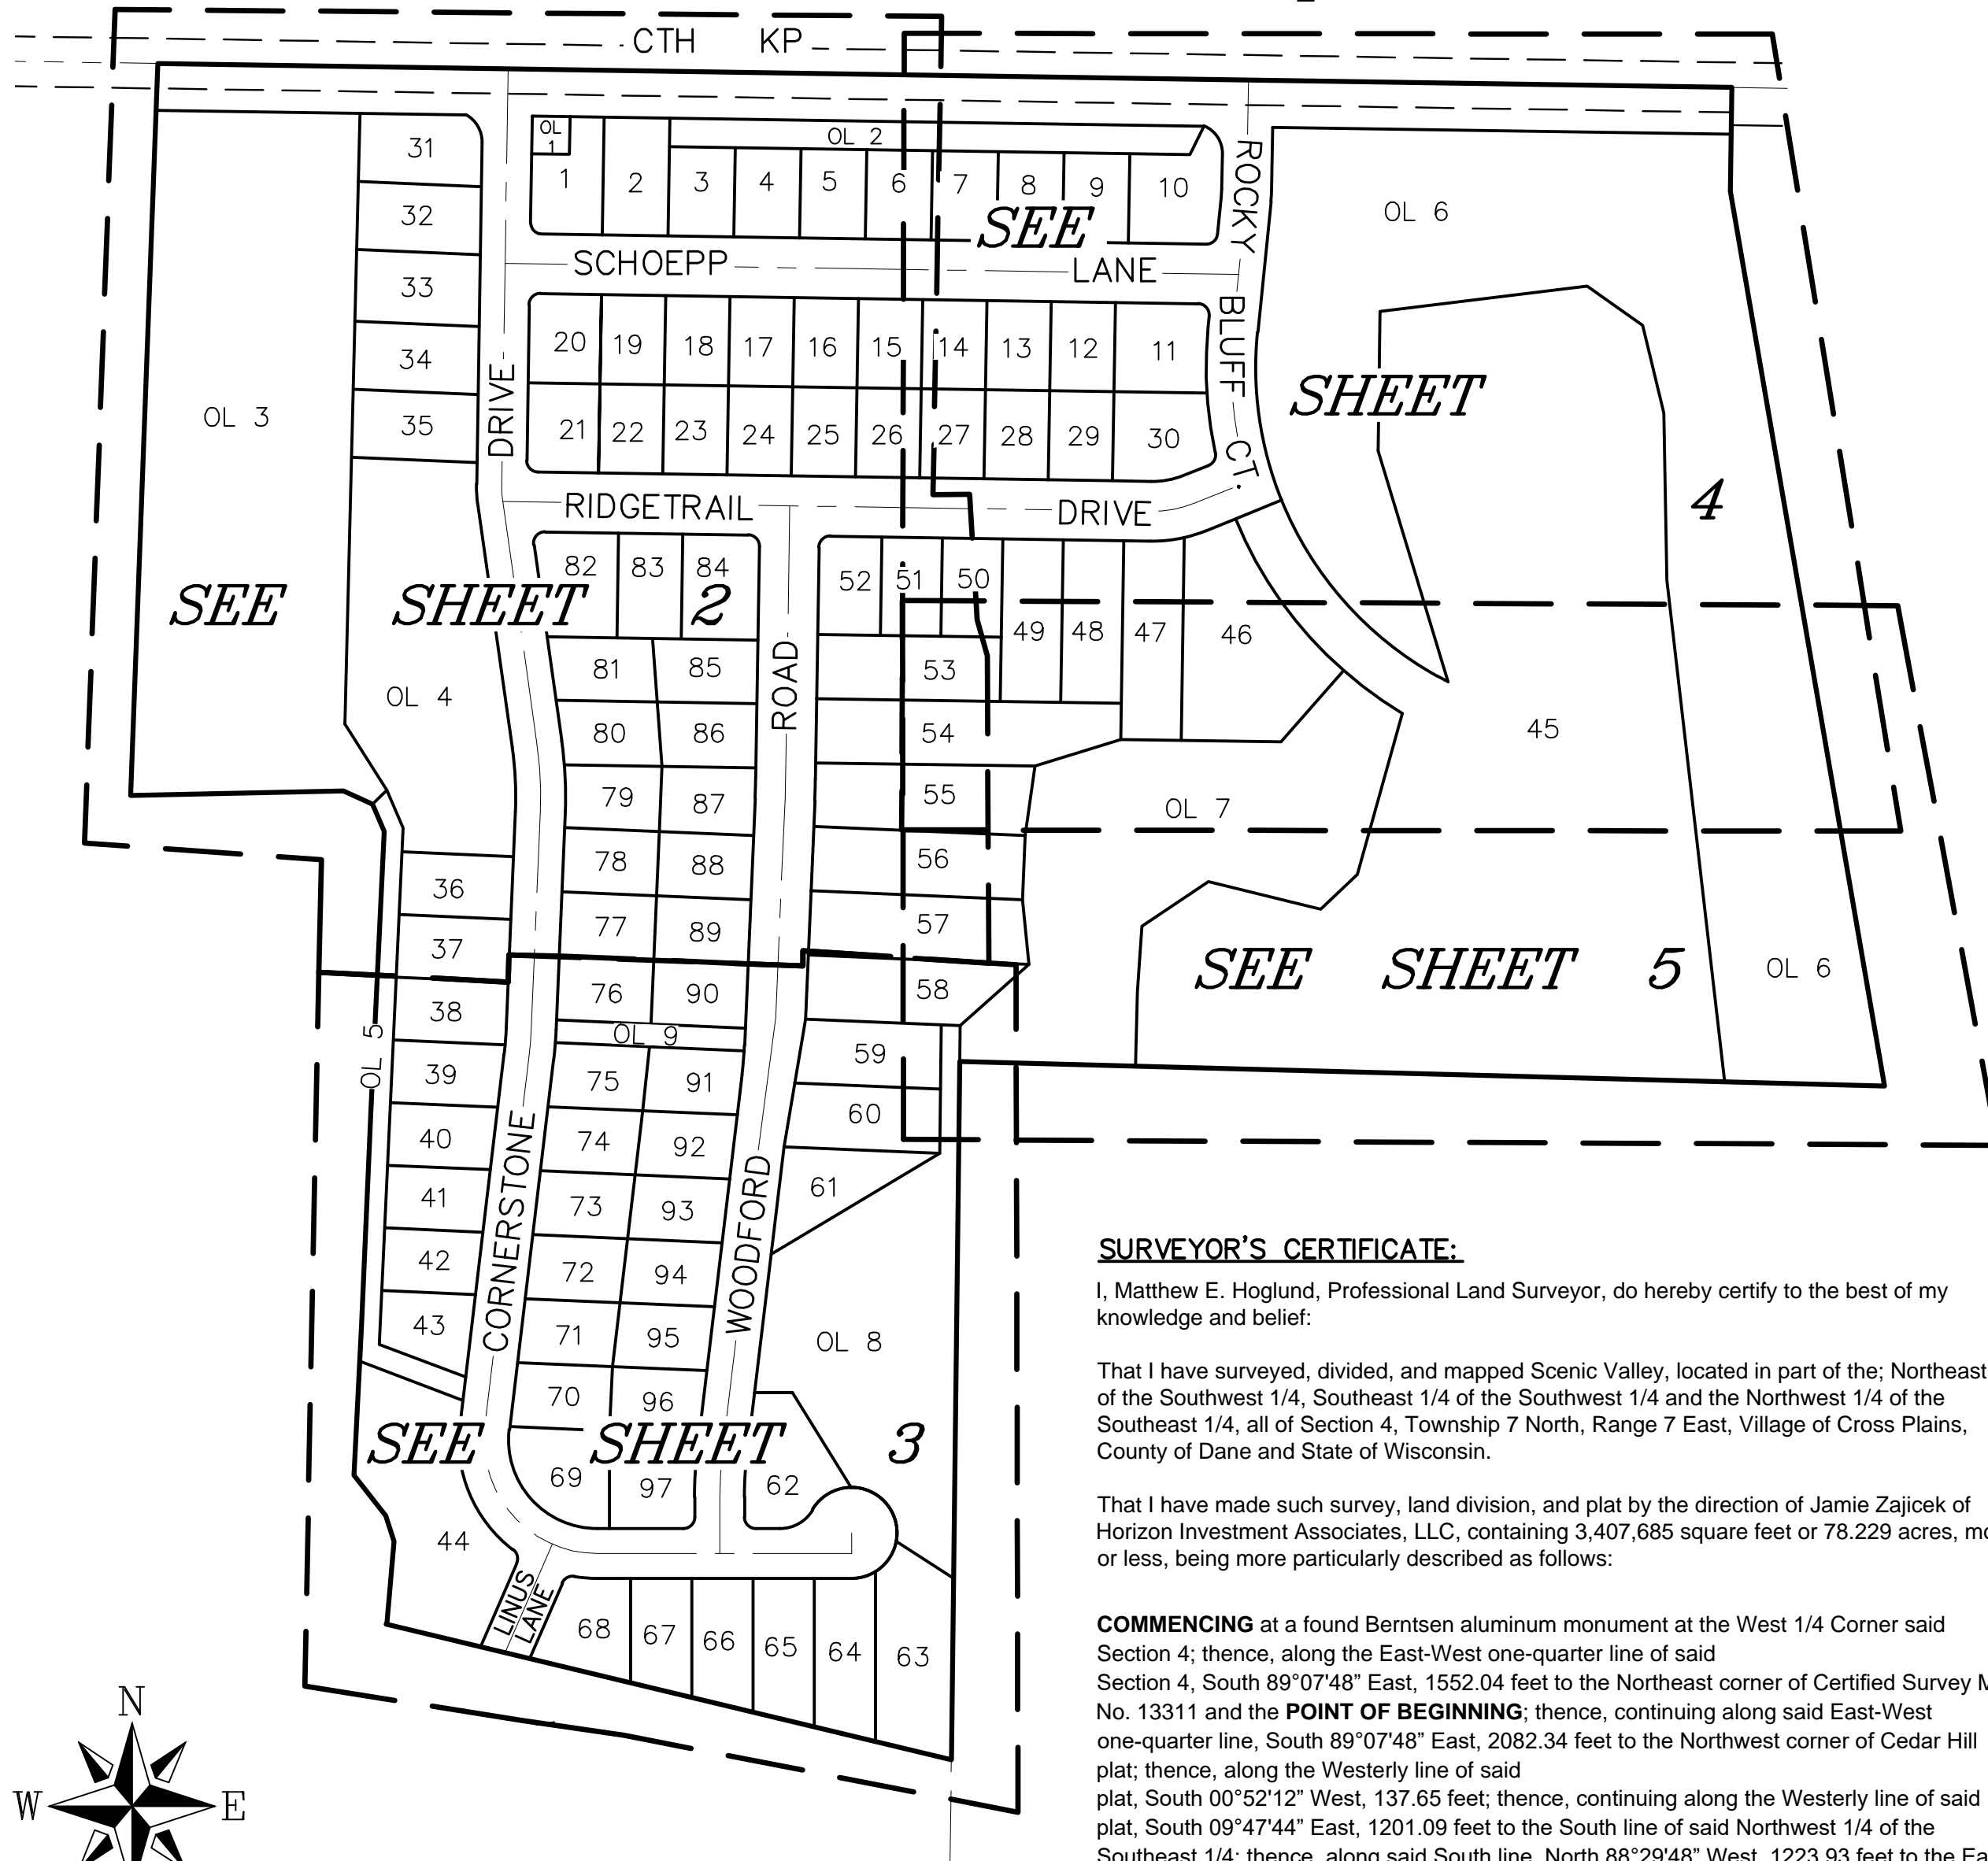 CTH KP
31
OL 1
OL 2
1 2 3 4 5 6 7 8 9 10
32
33
34
35
OL 3
SCHOEPP LANE
ROCKY BLUFF CT.
OL 6
SEE SHEET 4
20 19 18 17 16 15 14 13 12 11
21 22 23 24 25 26 27 28 29 30
DRIVE
RIDGETRAIL DRIVE
82 83 84
52 51 50
49 48 47 46
SEE SHEET 2
81 85
53
ROAD
OL 4
80 86
54
45
79 87
55
OL 7
78 88
56
36
77 89
57
37
SEE SHEET 5
OL 6
76 90
58
38
OL 9
OL 5
59
39
75 91
60
40
74 92
61
41
73 93
CORNERSTONE
WOODFORD
42
72 94
43
71 95
OL 8
70 96
SEE SHEET 3
69 97 62
44
LINUS LANE
68 67 66 65 64 63
N
W E
SURVEYOR'S CERTIFICATE:
I, Matthew E. Hoglund, Professional Land Surveyor, do hereby certify to the best of my
knowledge and belief:
That I have surveyed, divided, and mapped Scenic Valley, located in part of the; Northeast
of the Southwest 1/4, Southeast 1/4 of the Southwest 1/4 and the Northwest 1/4 of the
Southeast 1/4, all of Section 4, Township 7 North, Range 7 East, Village of Cross Plains,
County of Dane and State of Wisconsin.
That I have made such survey, land division, and plat by the direction of Jamie Zajicek of
Horizon Investment Associates, LLC, containing 3,407,685 square feet or 78.229 acres,
or less, being more particularly described as follows:
COMMENCING at a found Berntsen aluminum monument at the West 1/4 Corner said
Section 4; thence, along the East-West one-quarter line of said
Section 4, South 89°07'48” East, 1552.04 feet to the Northeast corner of Certified Survey
No. 13311 and the POINT OF BEGINNING; thence, continuing along said East-West
one-quarter line, South 89°07'48” East, 2082.34 feet to the Northwest corner of Cedar Hill
plat; thence, along the Westerly line of said
plat, South 00°52'12” West, 137.65 feet; thence, continuing along the Westerly line of said
plat, South 09°47'44” East, 1201.09 feet to the South line of said Northwest 1/4 of the
Southeast 1/4; thence, along said South line, North 88°29'48” West, 1223.93 feet to the